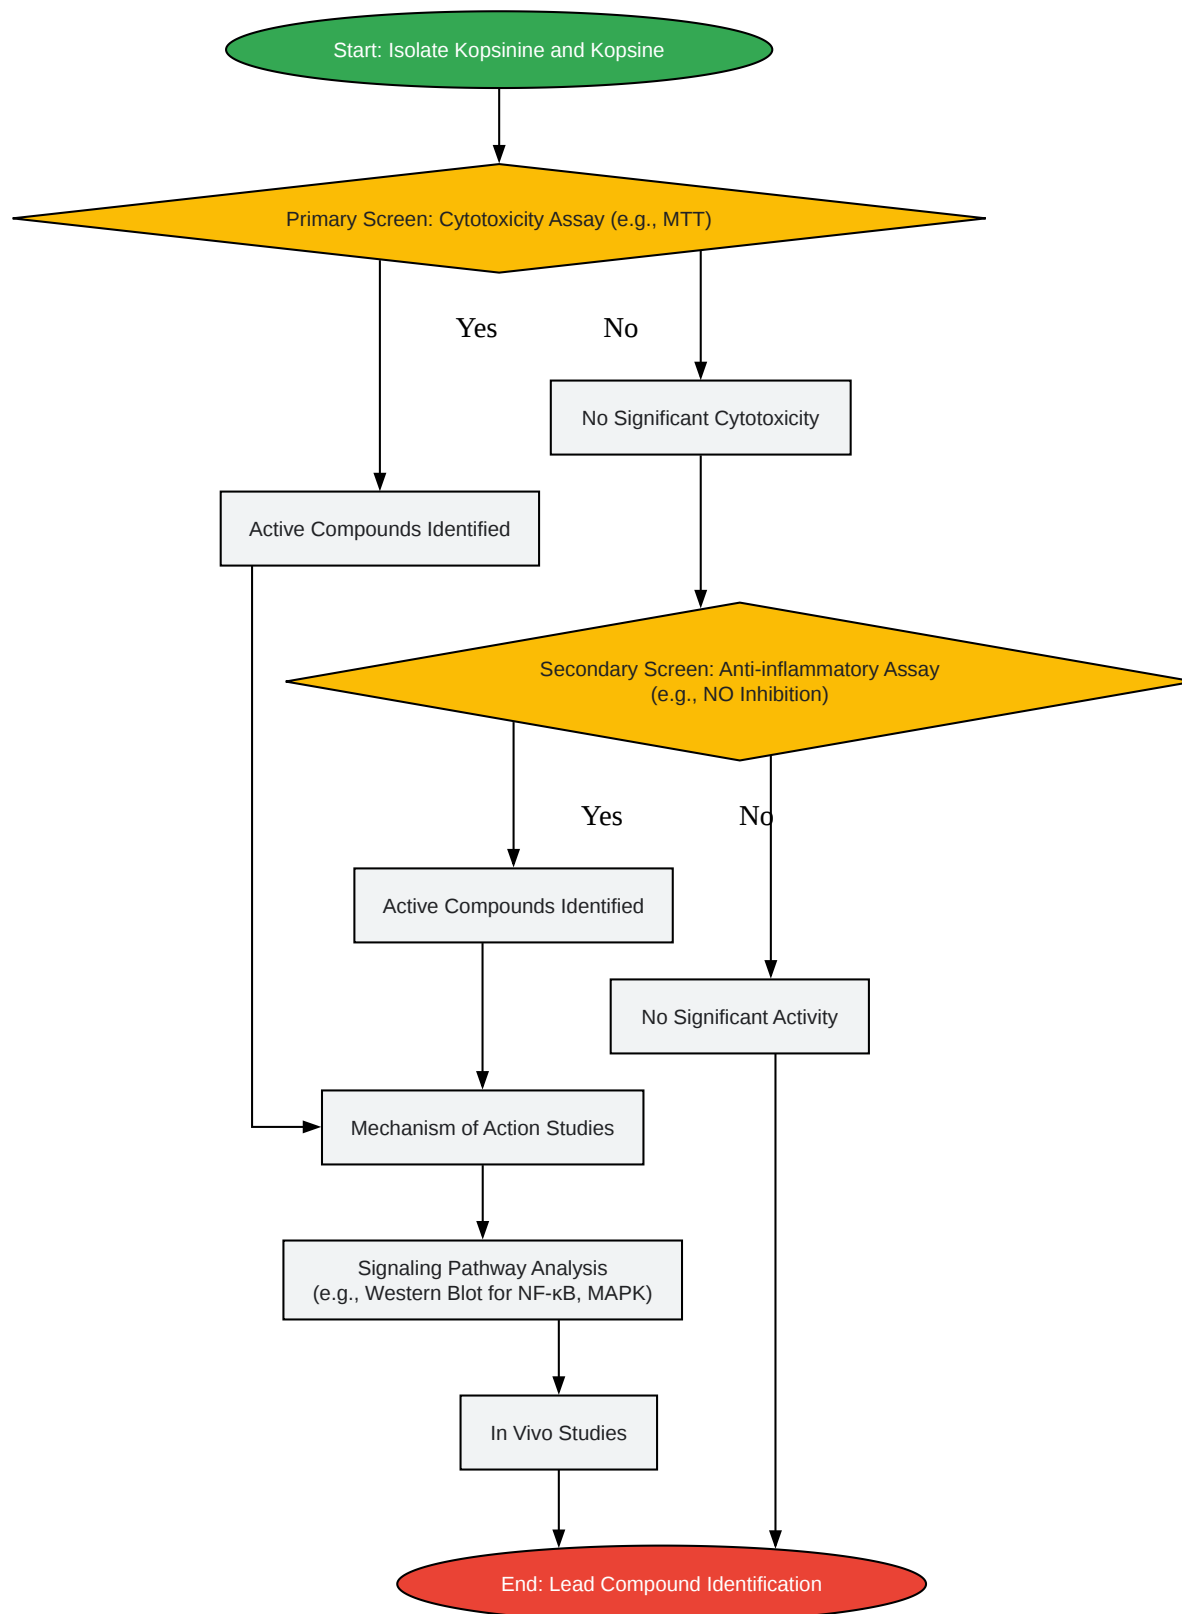 Start: Isolate Kopsinine and Kopsine
Primary Screen: Cytotoxicity Assay (e.g., MTT)
Yes
No
No Significant Cytotoxicity
Active Compounds Identified
Secondary Screen: Anti-inflammatory Assay
(e.g., NO Inhibition)
Yes
No
Active Compounds Identified
No Significant Activity
Mechanism of Action Studies
Signaling Pathway Analysis
(e.g., Western Blot for NF-κB, MAPK)
In Vivo Studies
End: Lead Compound Identification